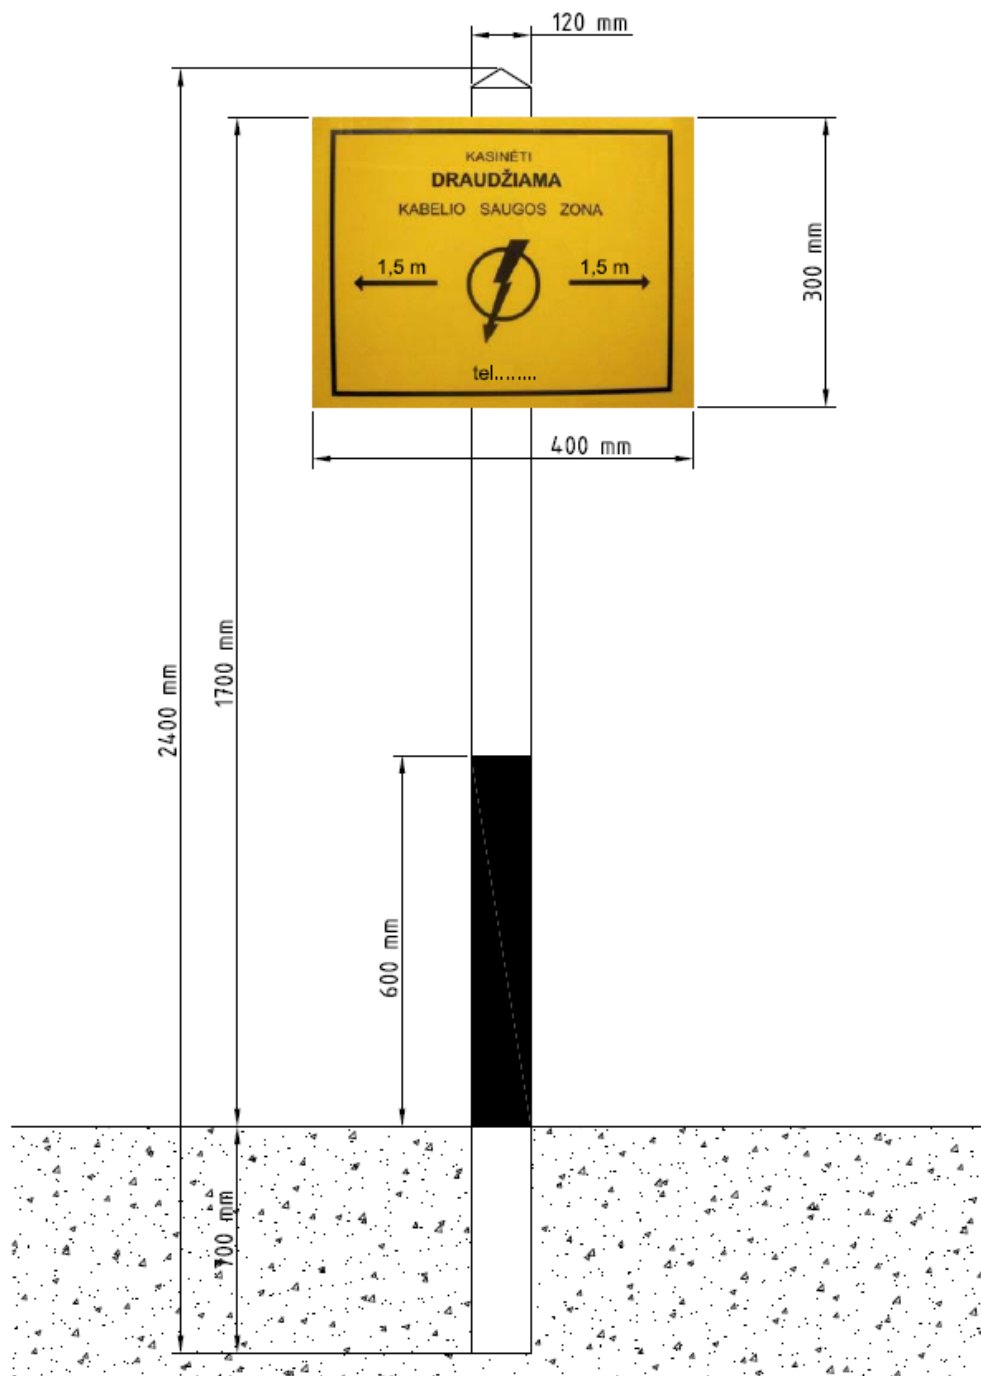 120 mm
KASINĖTI
DRAUDŽIAMA
KABELIO SAUGOS ZONA
1,5 m 1,5 m
tel........
300 mm
400 mm
1700 mm
2400 mm
600 mm
700 mm